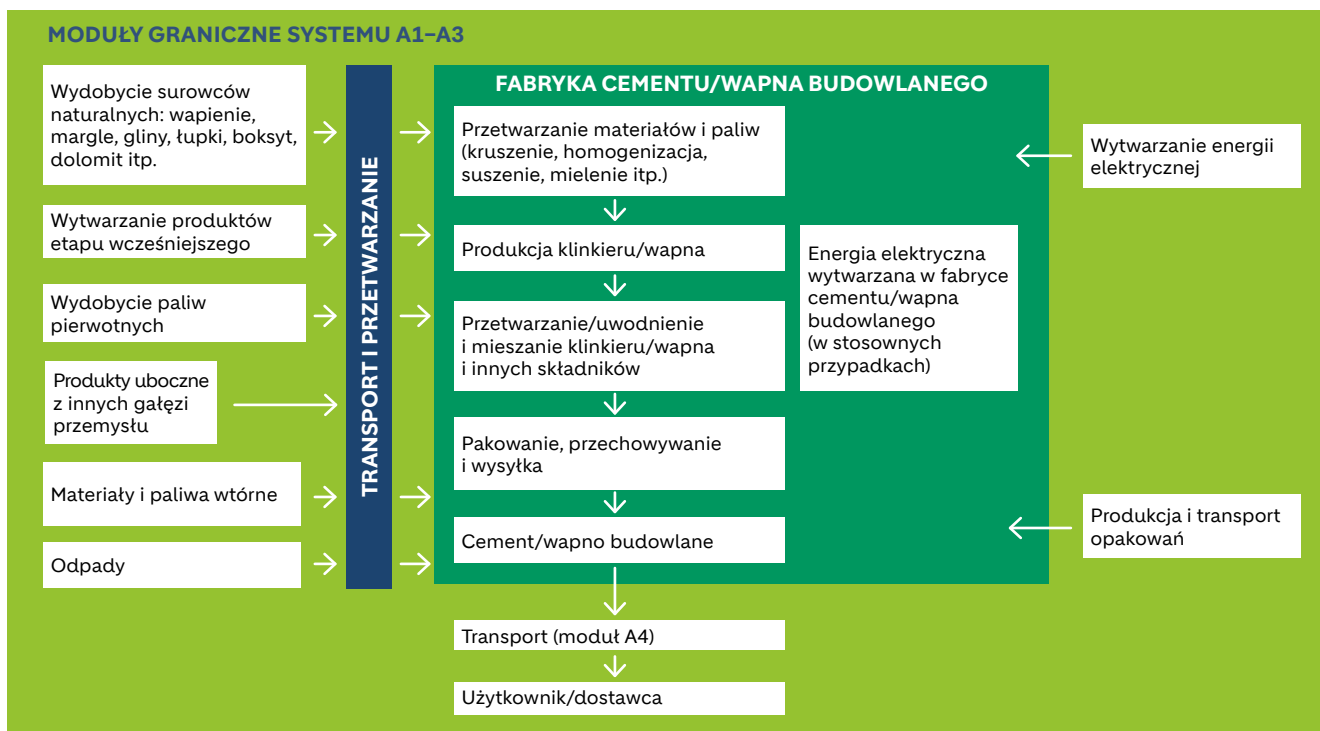 MODUŁY GRANICZNE SYSTEMU A1–A3
Wydobycie surowców
naturalnych: wapienie,
margle, gliny, łupki, boksyt,
dolomit itp.
Wytwarzanie produktów
etapu wcześniejszego
Wydobycie paliw
pierwotnych
Produkty uboczne
z innych gałęzi
przemysłu
Materiały i paliwa wtórne
Odpady
TRANSPORT I PRZETWARZANIE
FABRYKA CEMENTU/WAPNA BUDOWLANEGO
Przetwarzanie materiałów i paliw
(kruszenie, homogenizacja,
suszenie, mielenie itp.)
Produkcja klinkieru/wapna
Przetwarzanie/uwodnienie
i mieszanie klinkieru/wapna
i innych składników
Pakowanie, przechowywanie
i wysyłka
Cement/wapno budowlane
Energia elektryczna
wytwarzana w fabryce
cementu/wapna
budowlanego
(w stosownych
przypadkach)
Wytwarzanie energii
elektrycznej
Produkcja i transport
opakowań
Transport (moduł A4)
Użytkownik/dostawca